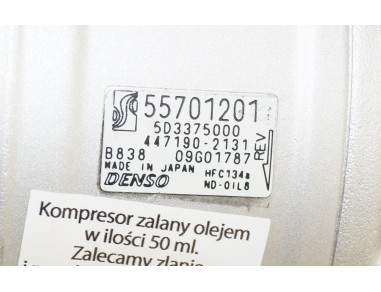 55701201
5D3375000
447190-2131
REV
B838 09G01787
MADE IN JAPAN HFC134a
DENSO ND-OIL8
Kompresor zalany olejem
w ilości 50 ml.
Zalecamy zlanie